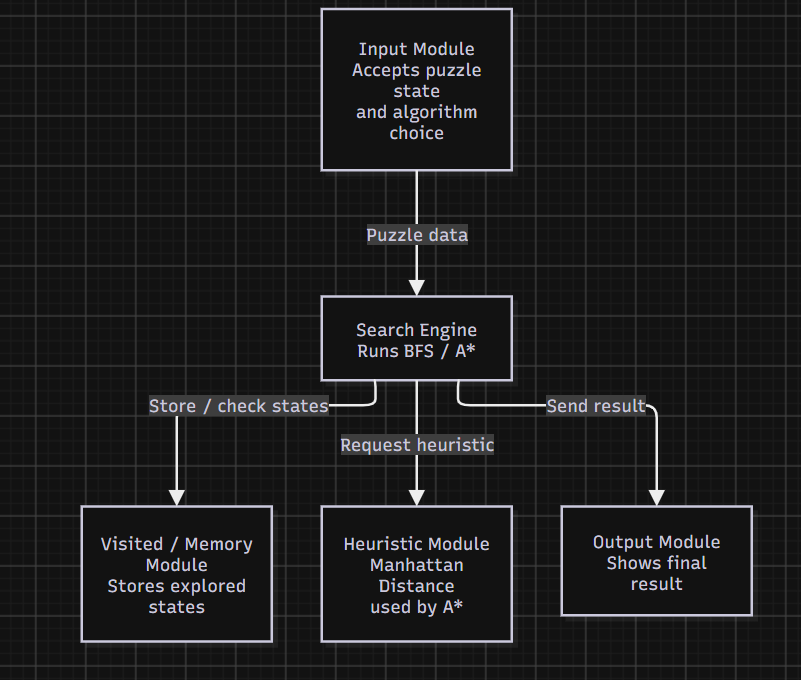 Input Module
Accepts puzzle
state
and algorithm
choice
Puzzle data
Search Engine
Runs BFS / A*
Store / check states
Send result
Request heuristic
Visited / Memory
Module
Stores explored
states
Heuristic Module
Manhattan
Distance
used by A*
Output Module
Shows final
result